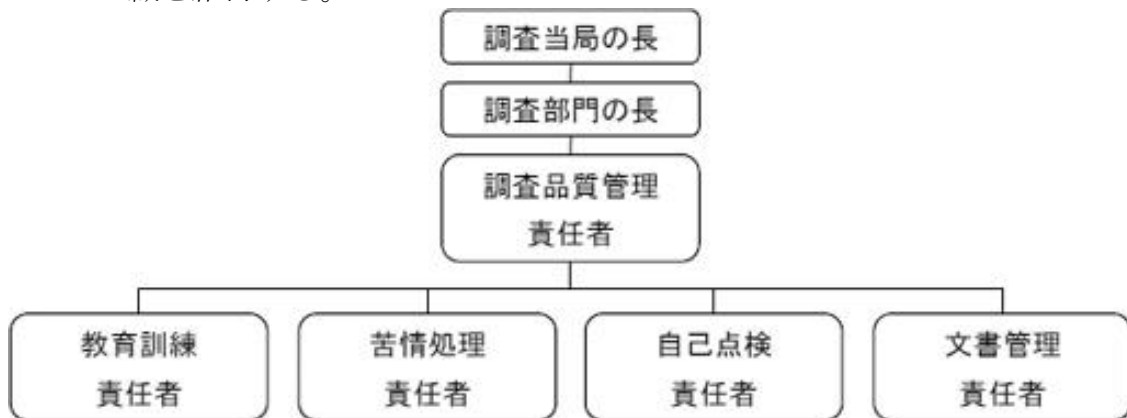 調査当局の長
調査部門の長
調査品質管理
責任者
教育訓練
責任者
苦情処理
責任者
自己点検
責任者
文書管理
責任者